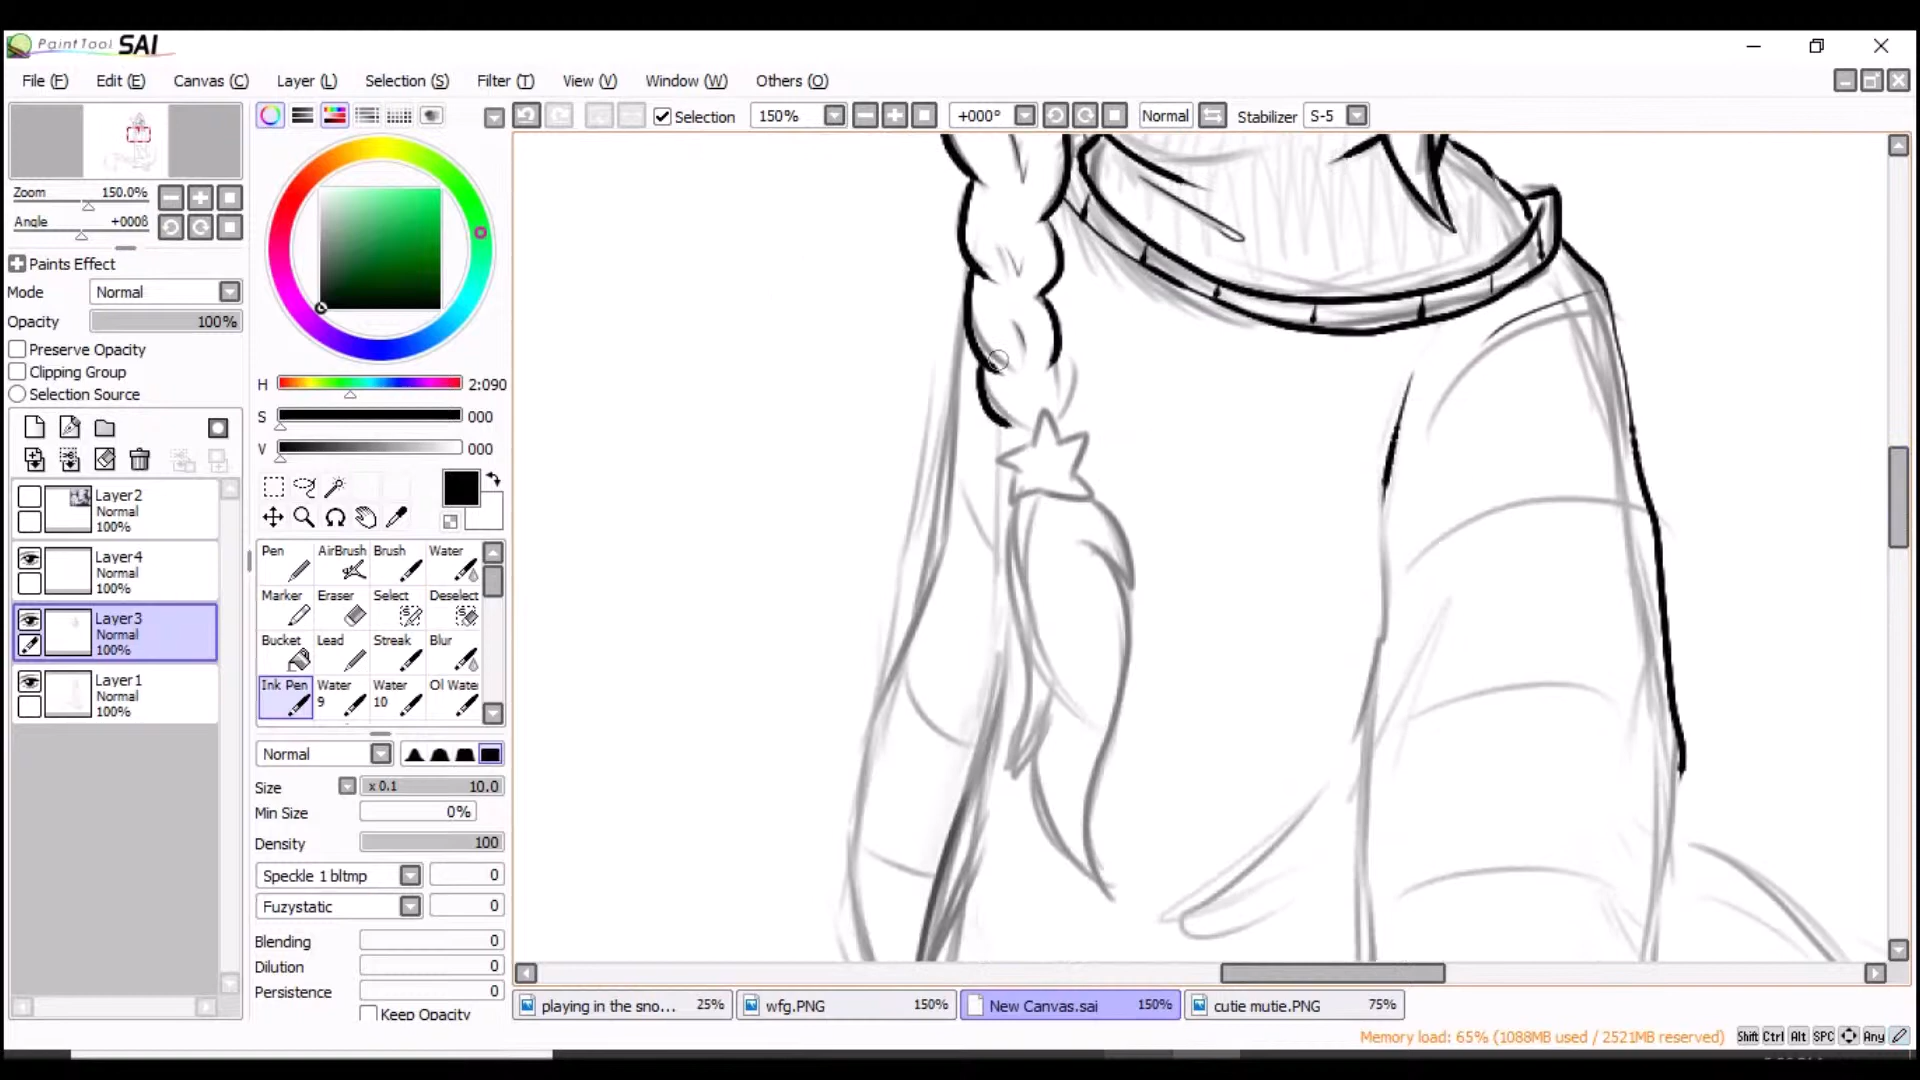 PaintTool SAI
File (F) Edit (E) Canvas (C) Layer (L) Selection (S) Filter (T) View (V) Window (W) Others (O)
Selection 150% +000° Normal Stabilizer S-5
Zoom 150.0%
Angle +000ß
Paints Effect
Mode Normal
Opacity 100%
Preserve Opacity
Clipping Group
Selection Source
Layer2
Normal
100%
Layer4
Normal
100%
Layer3
Normal
100%
Layer1
Normal
100%
H 2:090
S 000
V 000
Pen AirBrush Brush Water
Marker Eraser Select Deselect
Bucket Lead Streak Blur
Ink Pen Water 9 Water 10 Ol Wate
Normal
Size x 0.1 10.0
Min Size 0%
Density 100
Speckle 1 bltmp 0
Fuzystatic 0
Blending 0
Dilution 0
Persistence 0
Keep Opacity
playing in the sno... 25% wfg.PNG 150% New Canvas.sai 150% cutie mutie.PNG 75%
Memory load: 65% (1088MB used / 2521MB reserved) Shift Ctrl Alt SPC Any